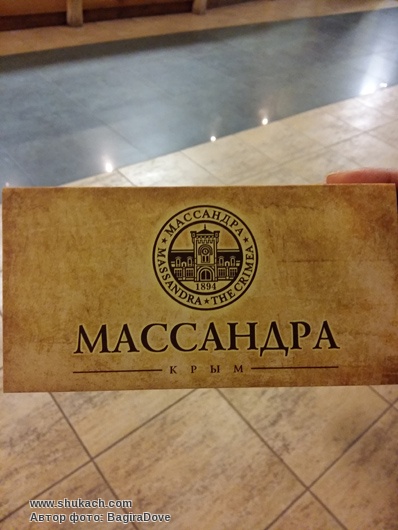 ★ МАССАНДРА ★
MASSANDRA ★ THE CRIMEA
1894
МАССАНДРА
КРЫМ
www.shukach.com
Автор фото: BagiraDove